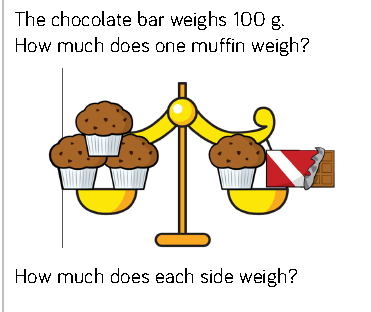 The chocolate bar weighs 100 g.
How much does one muffin weigh?
How much does each side weigh?